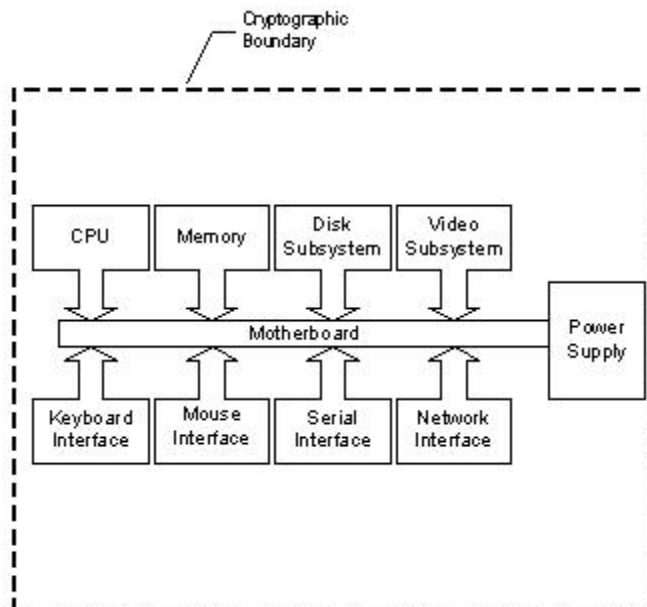 Cryptographic
Boundary
CPU
Memory
Disk
Subsystem
Video
Subsystem
Motherboard
Power
Supply
Keyboard
Interface
Mouse
Interface
Serial
Interface
Network
Interface